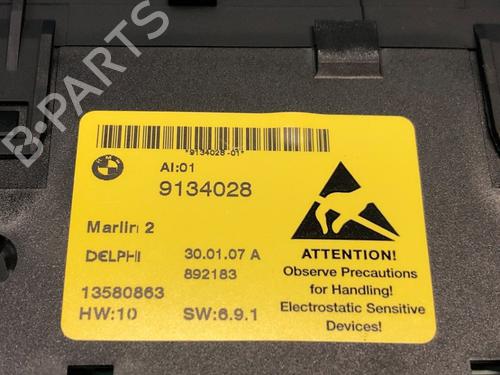 *9134028-01*
BMW
AI:01
9134028
Marlin 2
DELPHI
30.01.07 A
892183
13580863
HW:10
SW:6.9.1
ATTENTION!
Observe Precautions
for Handling!
Electrostatic Sensitive
Devices!
B-PARTS